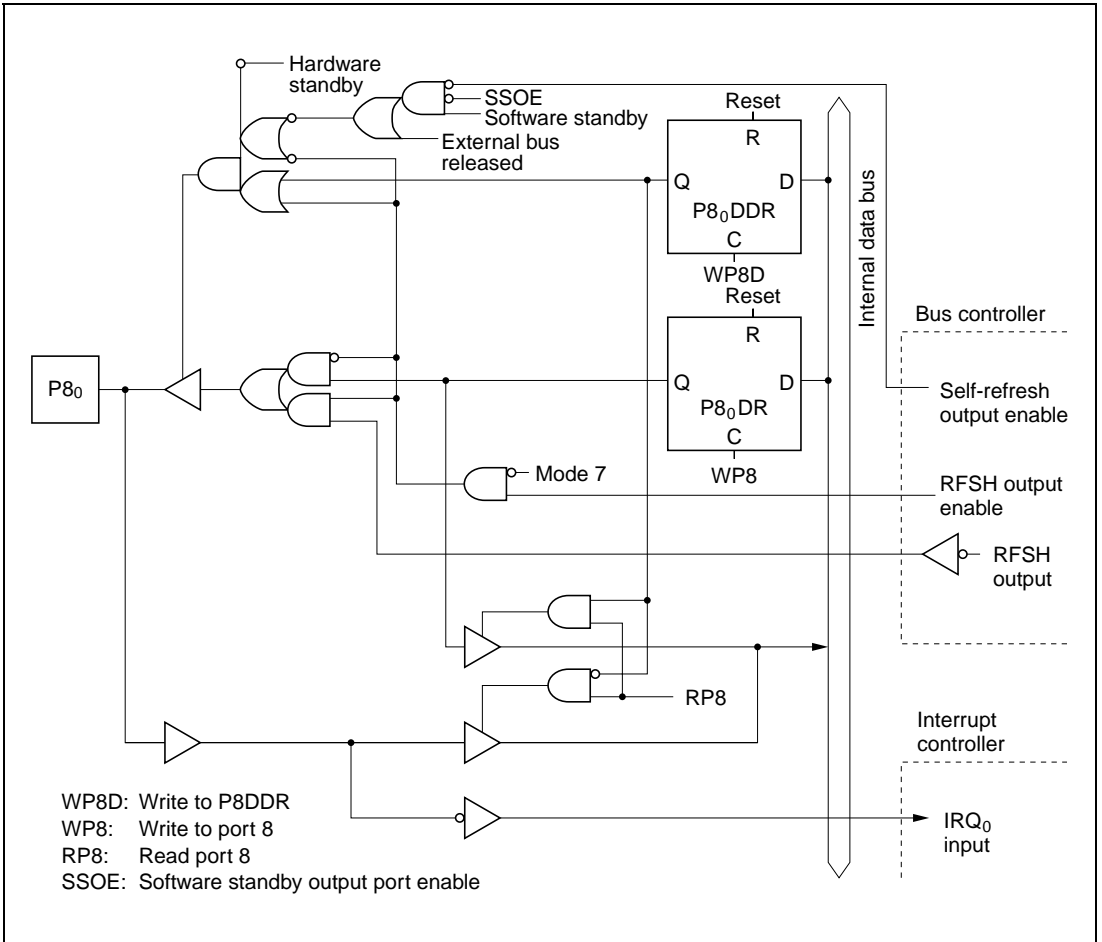 Hardware
standby
SSOE
Software standby
External bus
released
Reset
R
Q
D
P8₀DDR
C
WP8D
Reset
R
Q
D
P8₀DR
C
WP8
Internal data bus
Bus controller
Self-refresh
output enable
RFSH output
enable
RFSH
output
P8₀
Mode 7
RP8
Interrupt
controller
IRQ₀
input
WP8D: Write to P8DDR
WP8: Write to port 8
RP8: Read port 8
SSOE: Software standby output port enable